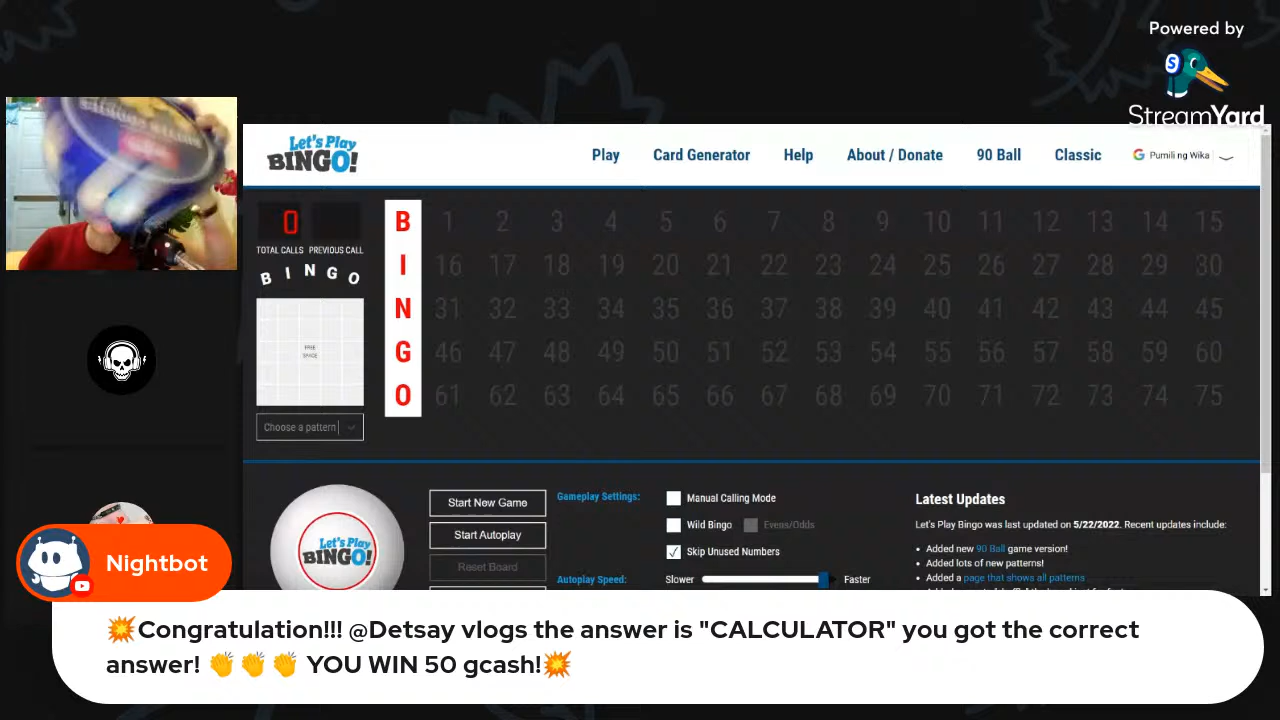 Powered by
StreamYard
Let's Play
BINGO!
Play
Card Generator
Help
About / Donate
90 Ball
Classic
Pumili ng Wika
0
TOTAL CALLS
PREVIOUS CALL
B I N G O
FREE
SPACE
Choose a pattern
B 1 2 3 4 5 6 7 8 9 10 11 12 13 14 15
I 16 17 18 19 20 21 22 23 24 25 26 27 28 29 30
N 31 32 33 34 35 36 37 38 39 40 41 42 43 44 45
G 46 47 48 49 50 51 52 53 54 55 56 57 58 59 60
O 61 62 63 64 65 66 67 68 69 70 71 72 73 74 75
Let's Play
BINGO!
Start New Game
Start Autoplay
Reset Board
Gameplay Settings:
Manual Calling Mode
Wild Bingo
Evens/Odds
Skip Unused Numbers
Autoplay Speed:
Slower
Faster
Latest Updates
Let's Play Bingo was last updated on 5/22/2022. Recent updates include:
Added new 90 Ball game version!
Added lots of new patterns!
Added a page that shows all patterns
Nightbot
💥Congratulation!!! @Detsay vlogs the answer is "CALCULATOR" you got the correct
answer! 👏👏👏 YOU WIN 50 gcash!💥